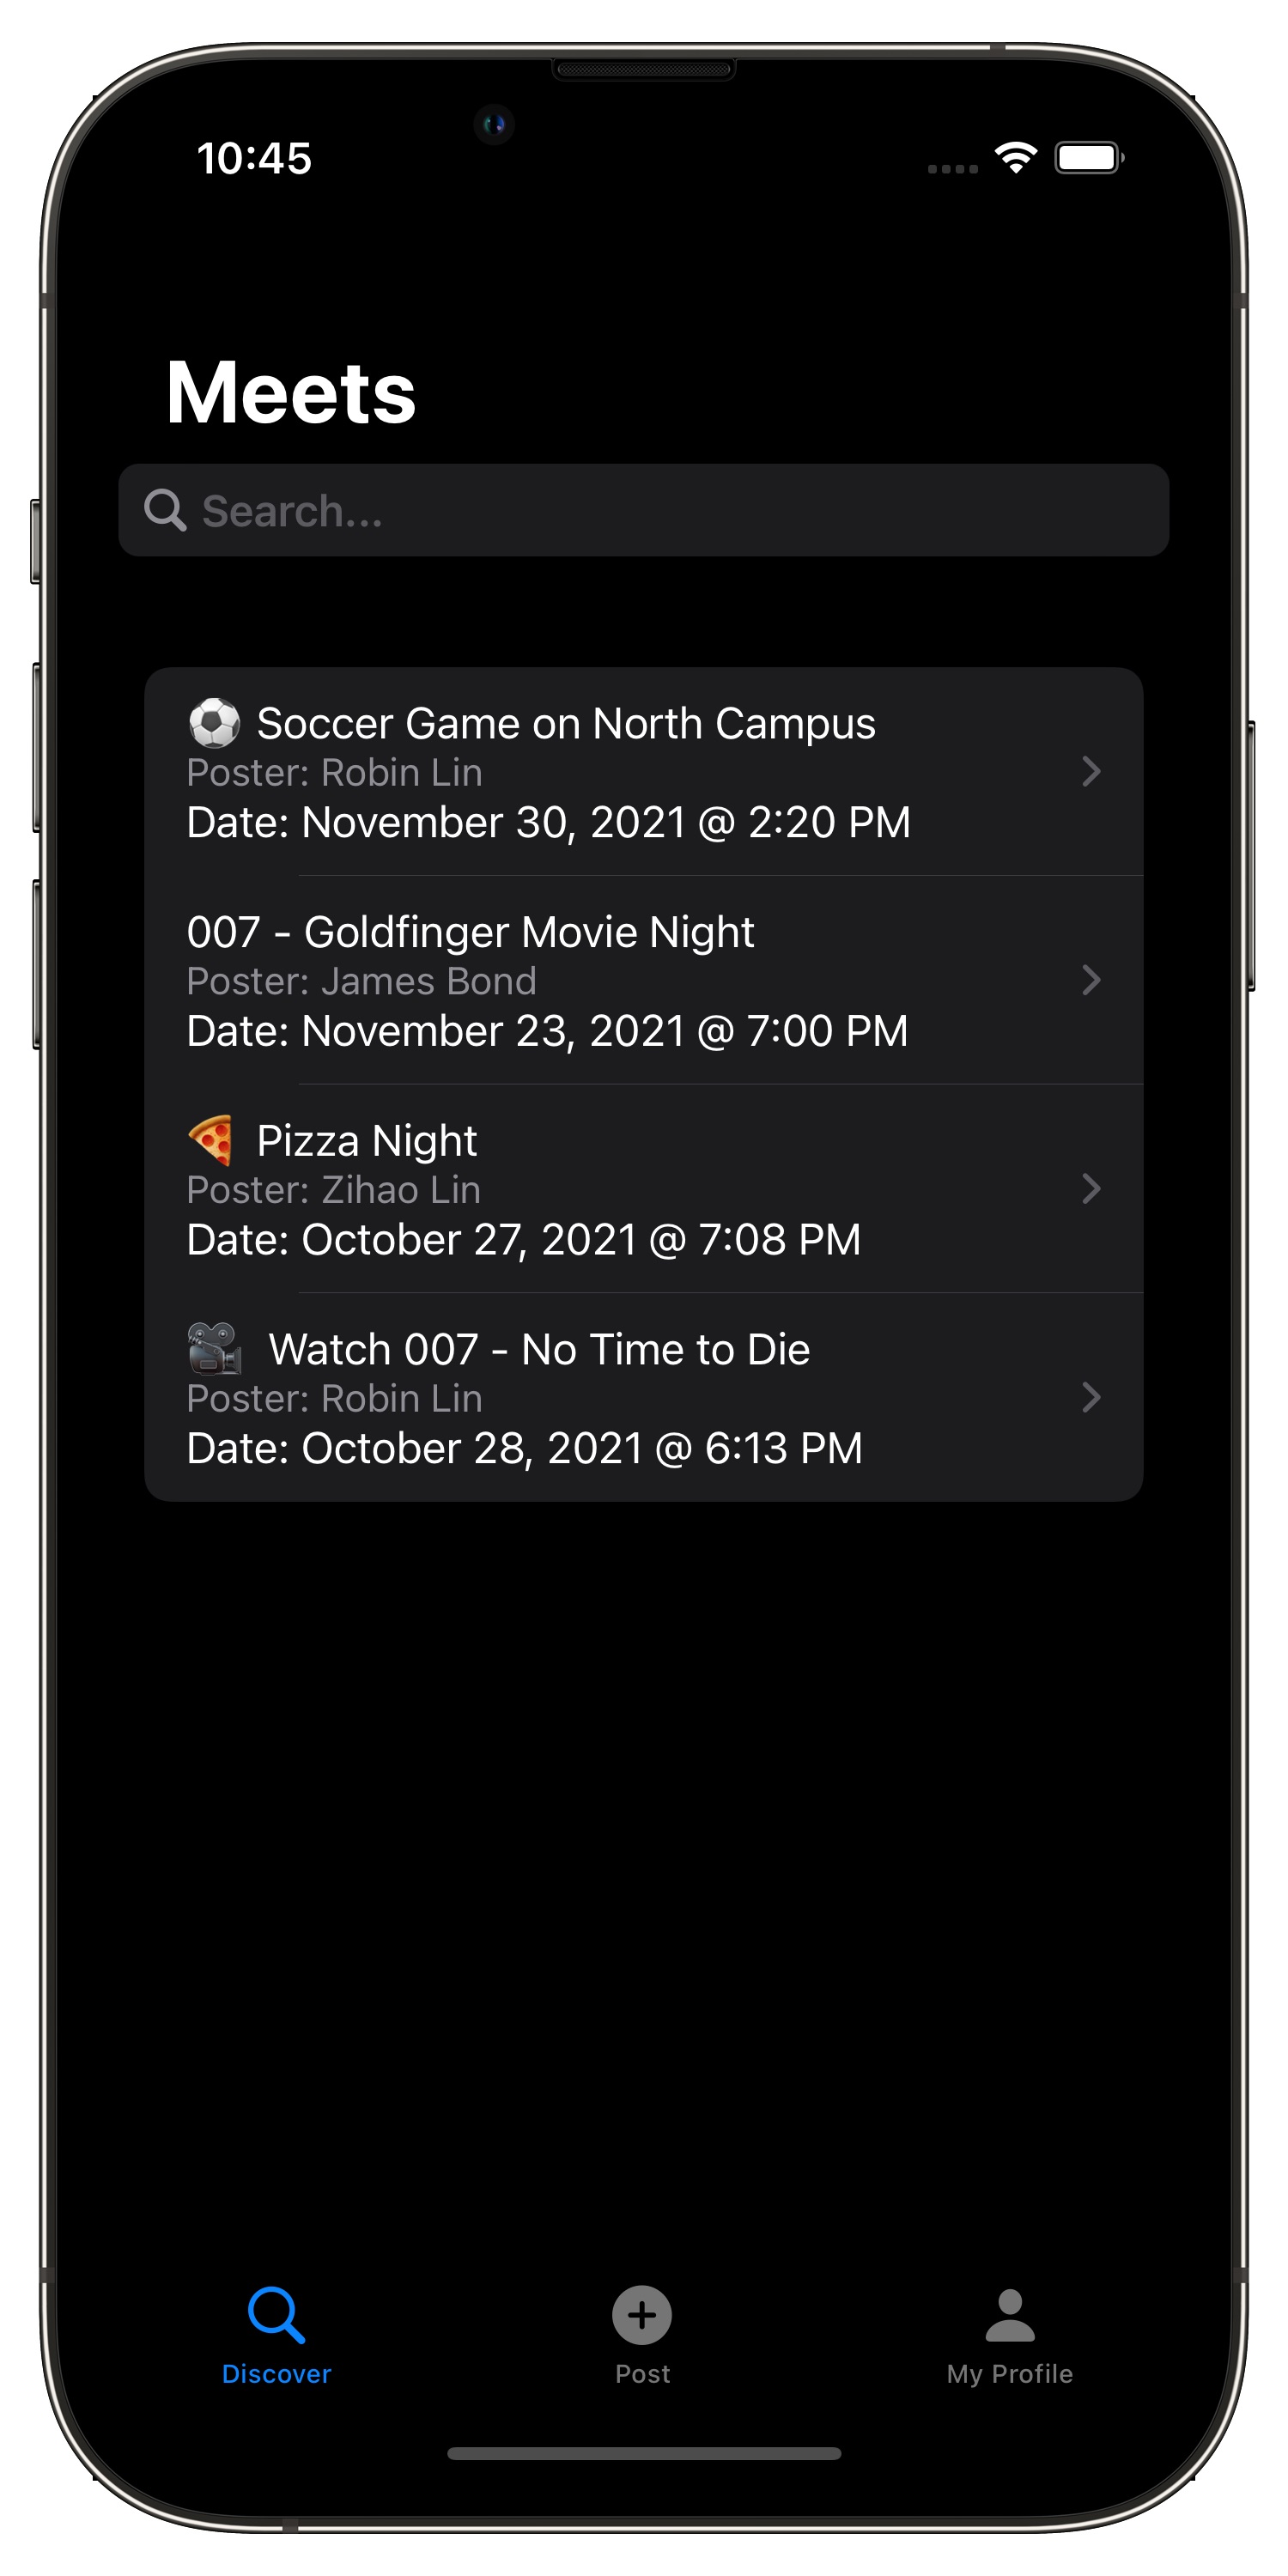 10:45
Meets
Search...
⚽ Soccer Game on North Campus
Poster: Robin Lin
Date: November 30, 2021 @ 2:20 PM
007 - Goldfinger Movie Night
Poster: James Bond
Date: November 23, 2021 @ 7:00 PM
🍕 Pizza Night
Poster: Zihao Lin
Date: October 27, 2021 @ 7:08 PM
🎥 Watch 007 - No Time to Die
Poster: Robin Lin
Date: October 28, 2021 @ 6:13 PM
Discover
Post
My Profile